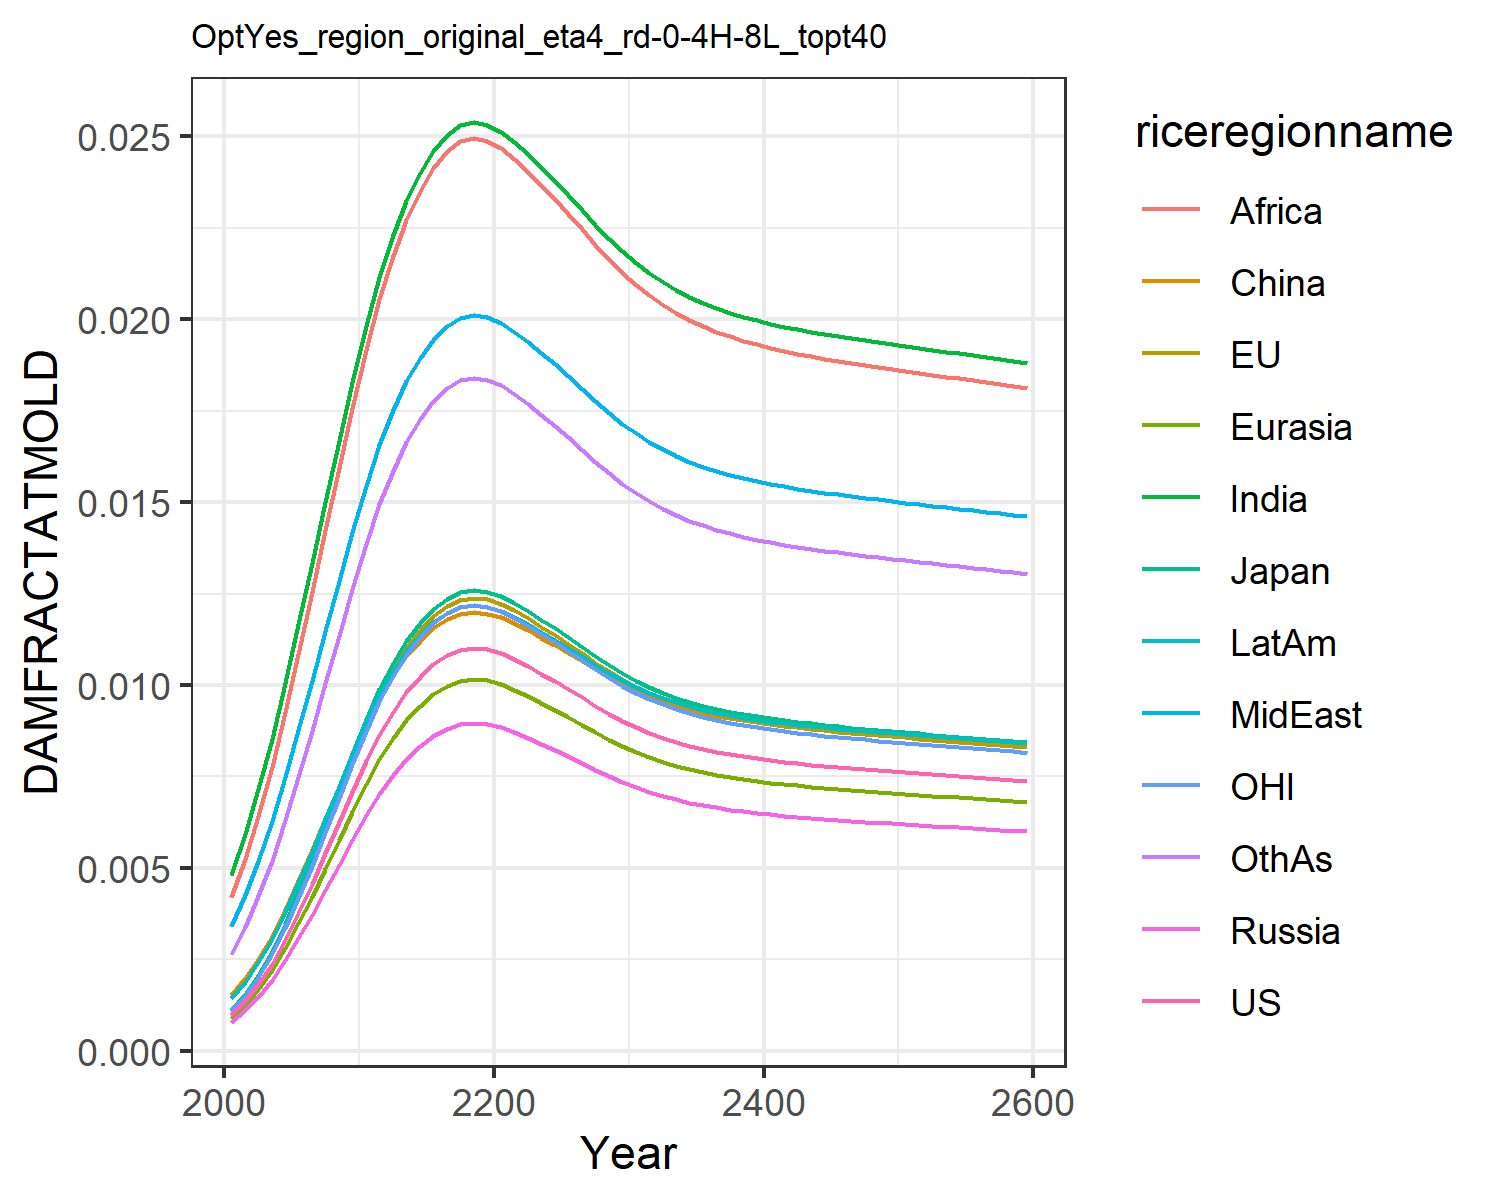 OptYes_region_original_eta4_rd-0-4H-8L_topt40
DAMFRACTATMOLD
0.025
0.020
0.015
0.010
0.005
0.000
2000 2200 2400 2600
Year
riceregionname
Africa
China
EU
Eurasia
India
Japan
LatAm
MidEast
OHI
OthAs
Russia
US